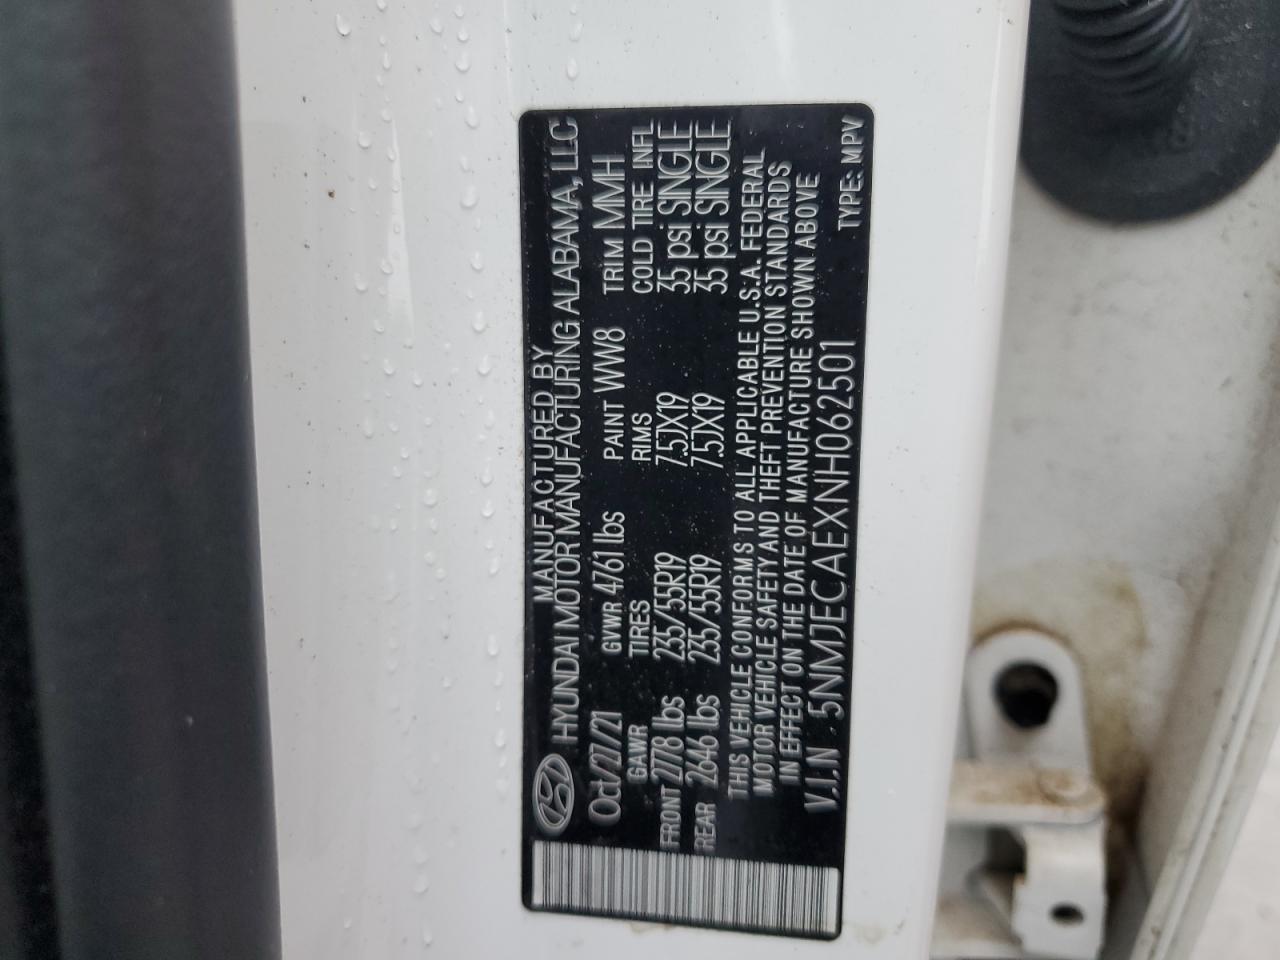 MANUFACTURED BY
HYUNDAI MOTOR MANUFACTURING ALABAMA, LLC
Oct/27/21 GVWR 4761 lbs PAINT WW8 TRIM MMH
GAWR TIRES RIMS COLD TIRE INFL
FRONT 2778 lbs 235/55R19 7.5JX19 35 psi SINGLE
REAR 2646 lbs 235/55R19 7.5JX19 35 psi SINGLE
THIS VEHICLE CONFORMS TO ALL APPLICABLE U.S.A. FEDERAL
MOTOR VEHICLE SAFETY AND THEFT PREVENTION STANDARDS
IN EFFECT ON THE DATE OF MANUFACTURE SHOWN ABOVE
V.I.N 5NMJECAEXNH062501 TYPE: MPV